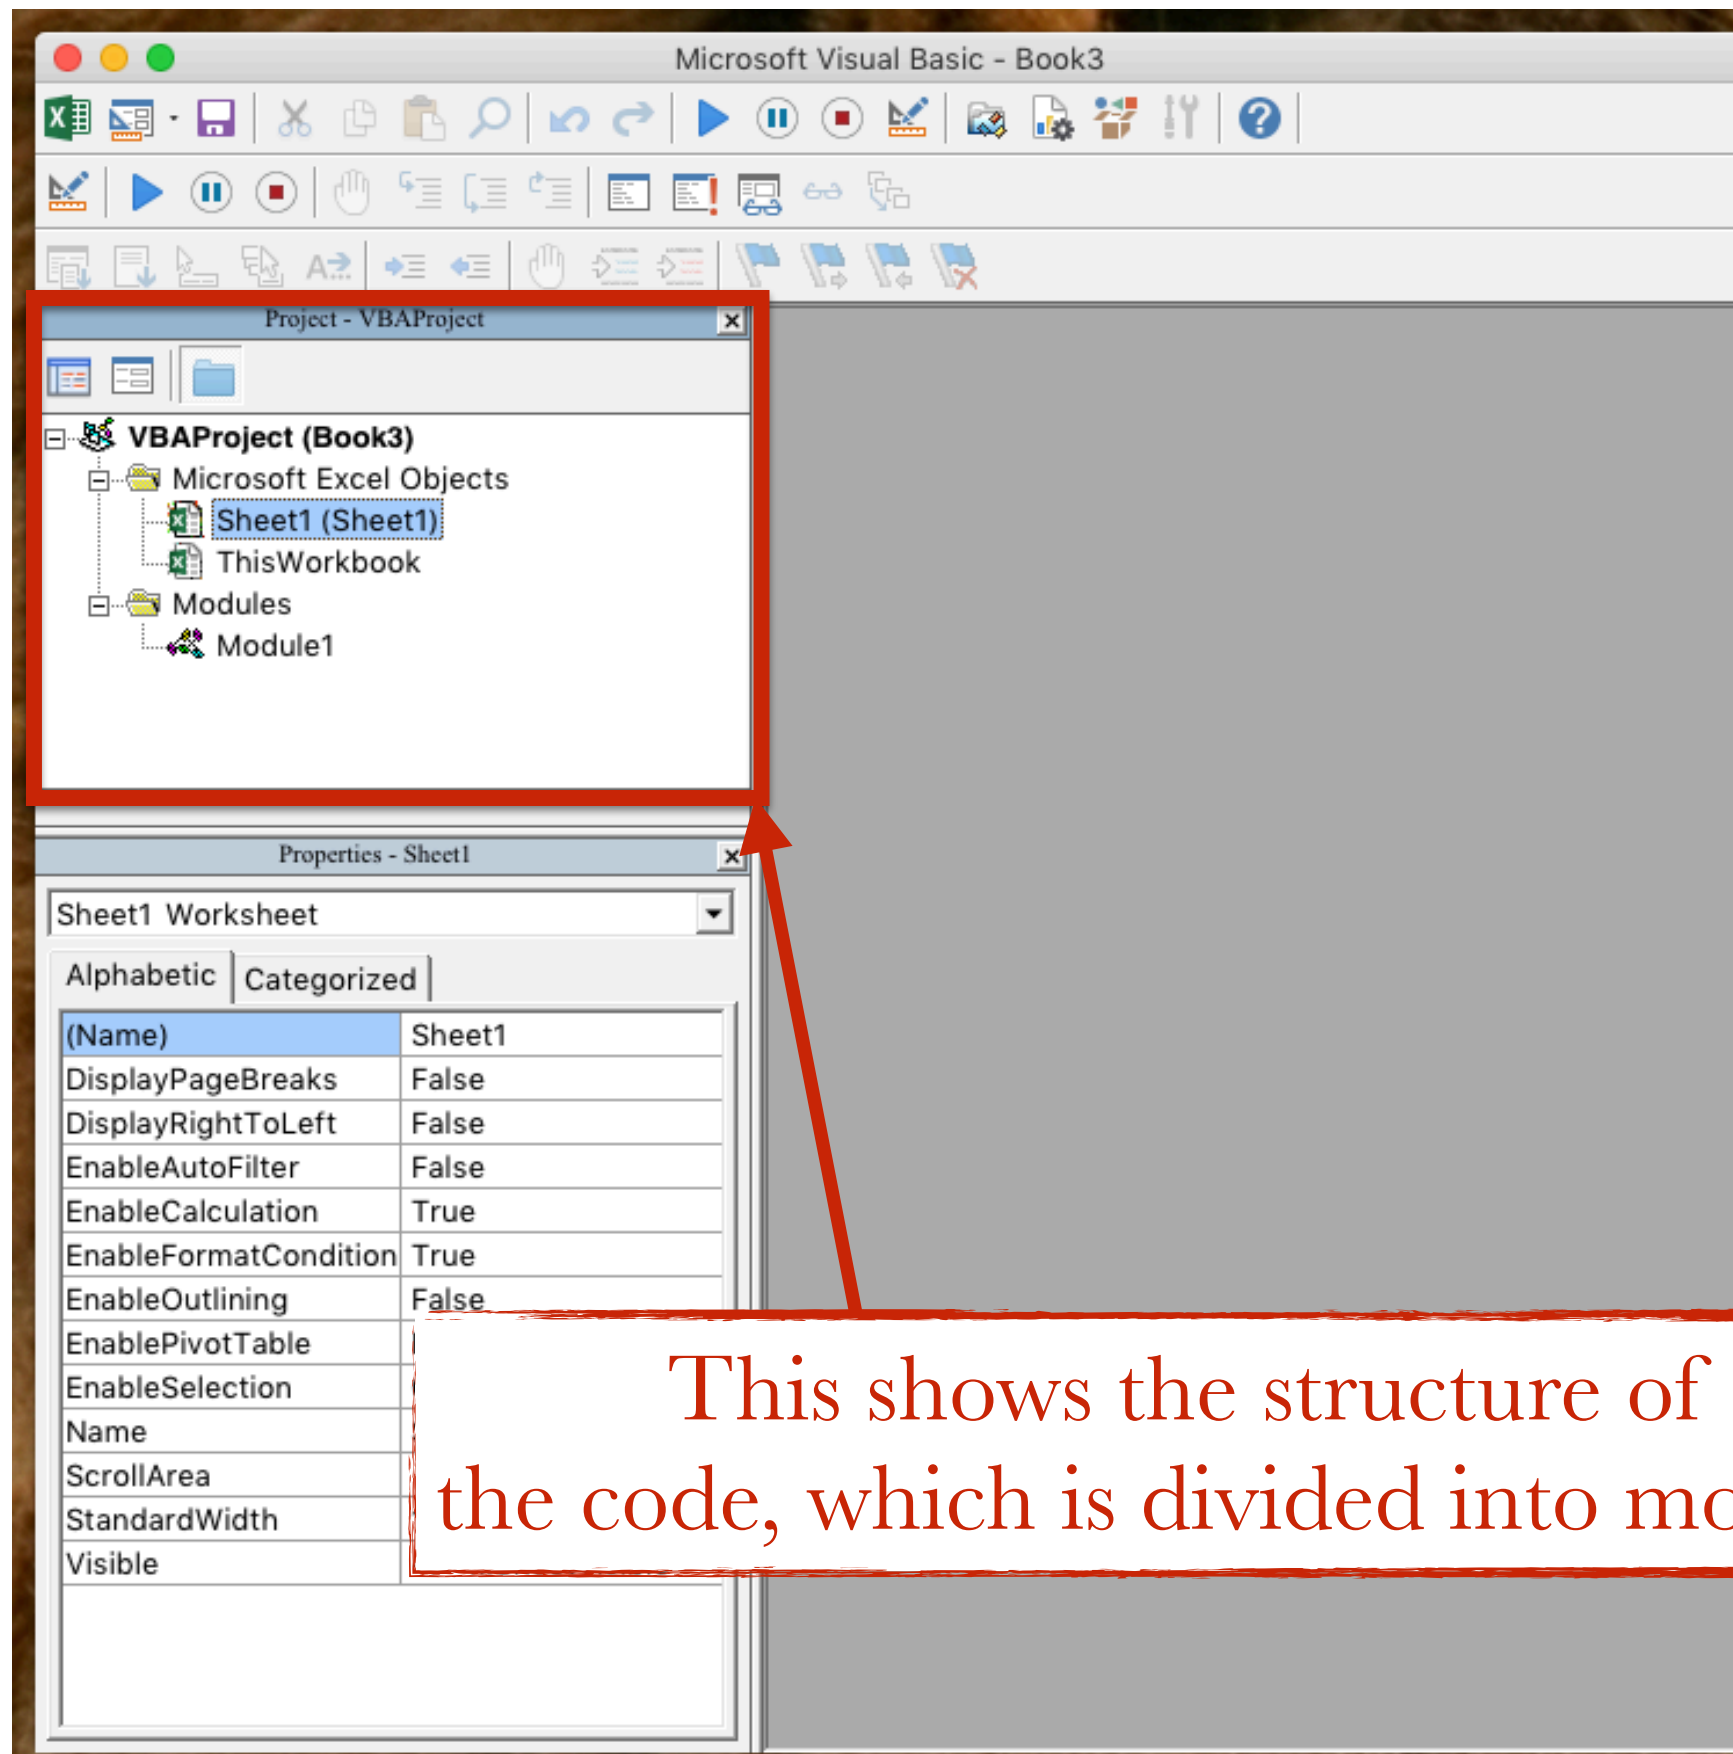 Microsoft Visual Basic - Book3
Project - VBAProject
VBAProject (Book3)
Microsoft Excel Objects
Sheet1 (Sheet1)
ThisWorkbook
Modules
Module1
Properties - Sheet1
Sheet1 Worksheet
Alphabetic Categorized
(Name) Sheet1
DisplayPageBreaks False
DisplayRightToLeft False
EnableAutoFilter False
EnableCalculation True
EnableFormatCondition True
EnableOutlining False
EnablePivotTable
EnableSelection
Name
ScrollArea
StandardWidth
Visible
This shows the structure of
the code, which is divided into